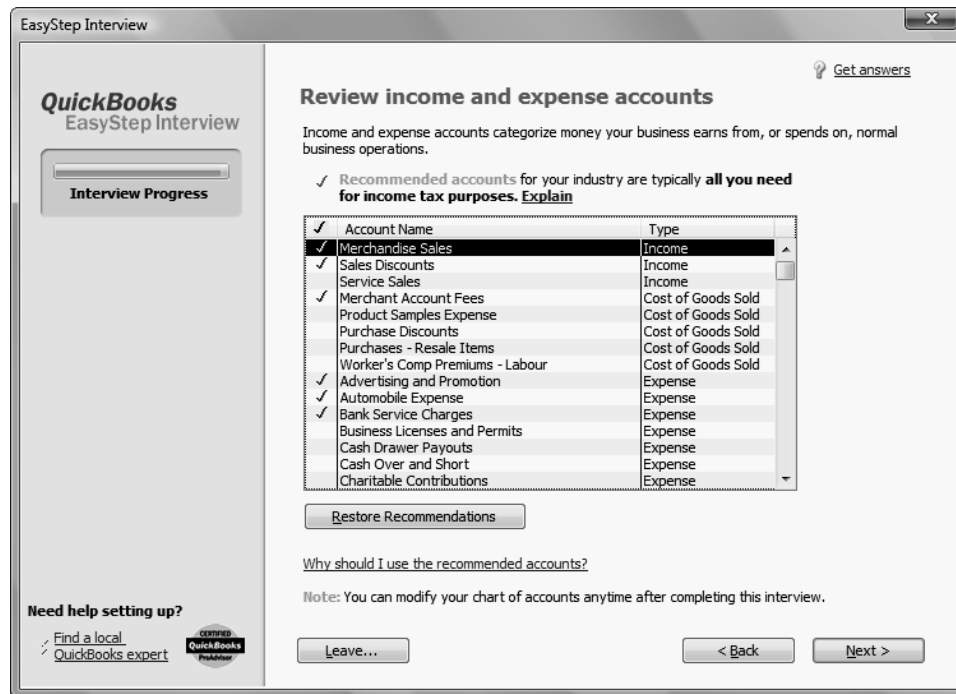 EasyStep Interview
X
Get answers
QuickBooks
EasyStep Interview
Interview Progress
Review income and expense accounts
Income and expense accounts categorize money your business earns from, or spends on, normal
business operations.
✓ Recommended accounts for your industry are typically all you need
for income tax purposes. Explain
✓ Account Name Type
✓ Merchandise Sales Income
✓ Sales Discounts Income
Service Sales Income
✓ Merchant Account Fees Cost of Goods Sold
Product Samples Expense Cost of Goods Sold
Purchase Discounts Cost of Goods Sold
Purchases - Resale Items Cost of Goods Sold
Worker's Comp Premiums - Labour Cost of Goods Sold
✓ Advertising and Promotion Expense
✓ Automobile Expense Expense
✓ Bank Service Charges Expense
Business Licenses and Permits Expense
Cash Drawer Payouts Expense
Cash Over and Short Expense
Charitable Contributions Expense
Restore Recommendations
Why should I use the recommended accounts?
Note: You can modify your chart of accounts anytime after completing this interview.
Need help setting up?
Find a local
QuickBooks expert
CERTIFIED
QuickBooks
ProAdvisor
Leave...
< Back
Next >